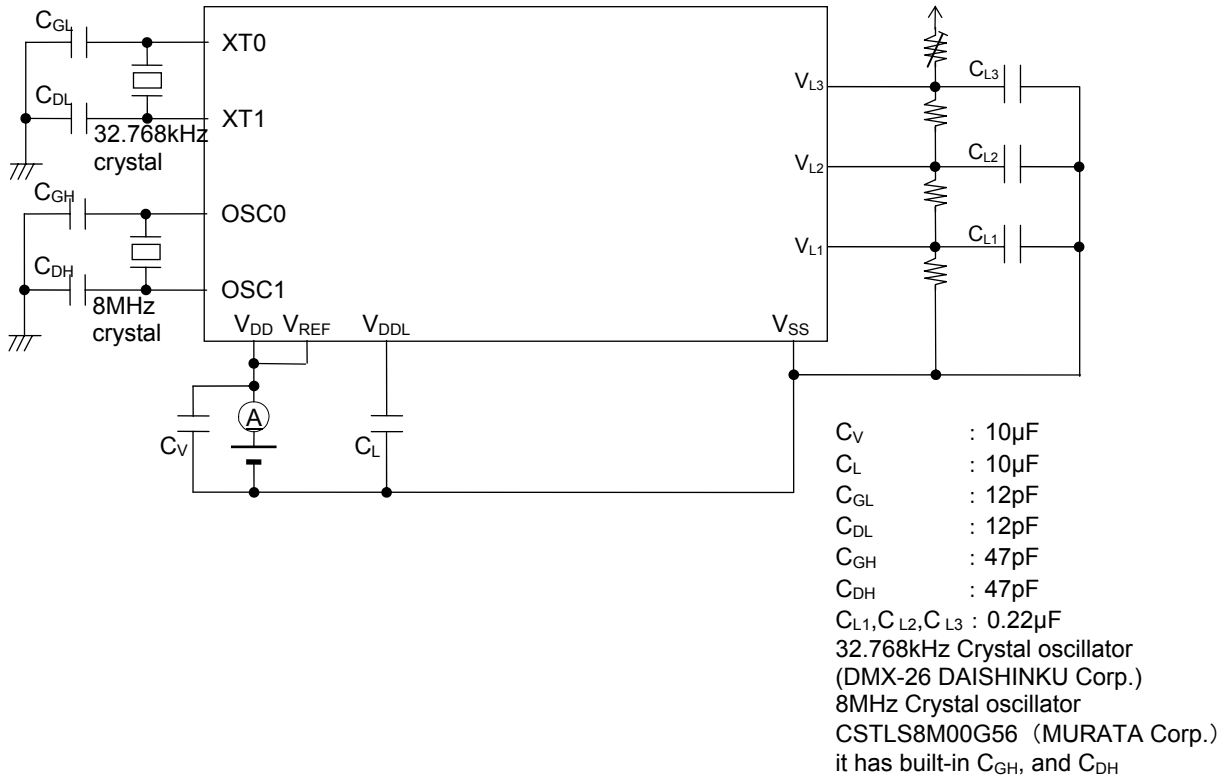 CGL
XT0
CDL
XT1
32.768kHz
crystal
CGH
OSC0
CDH
OSC1
8MHz
crystal
VDD VREF VDDL VSS
VL3
CL3
VL2
CL2
VL1
CL1
A
CV
CL
CV : 10µF
CL : 10µF
CGL : 12pF
CDL : 12pF
CGH : 47pF
CDH : 47pF
CL1,C L2,C L3 : 0.22µF
32.768kHz Crystal oscillator
(DMX-26 DAISHINKU Corp.)
8MHz Crystal oscillator
CSTLS8M00G56（MURATA Corp.）
it has built-in CGH, and CDH